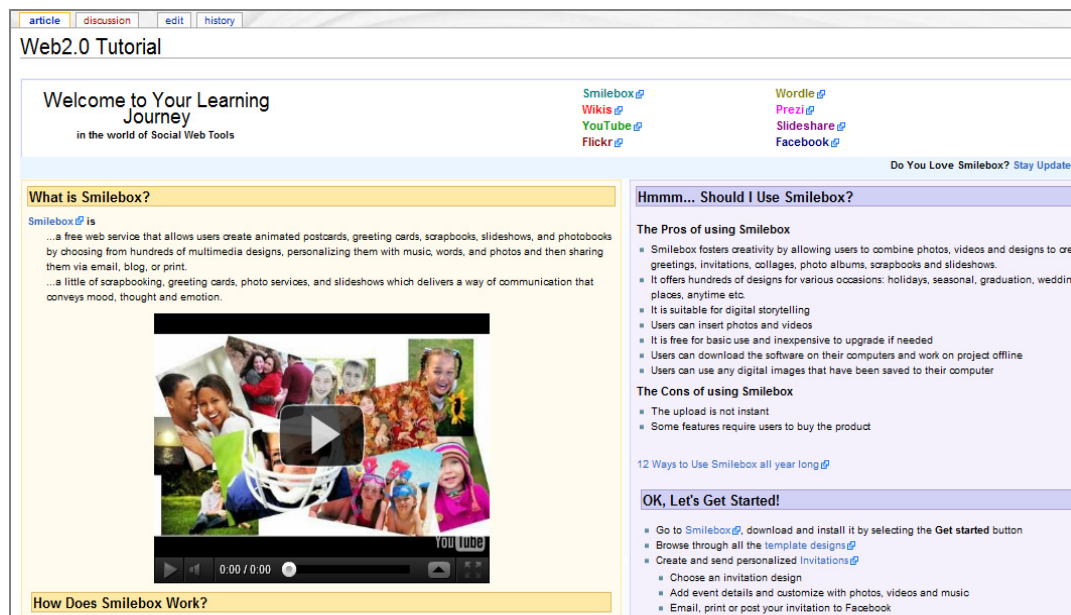 article discussion edit history
Web2.0 Tutorial
Welcome to Your Learning
Journey
in the world of Social Web Tools
Smilebox
Wikis
YouTube
Flickr
Wordle
Prezi
Slideshare
Facebook
Do You Love Smilebox? Stay Update
What is Smilebox?
Smilebox is
...a free web service that allows users create animated postcards, greeting cards, scrapbooks, slideshows, and photobooks
by choosing from hundreds of multimedia designs, personalizing them with music, words, and photos and then sharing
them via email, blog, or print.
...a little of scrapbooking, greeting cards, photo services, and slideshows which delivers a way of communication that
conveys mood, thought and emotion.
YouTube
0:00 / 0:00
How Does Smilebox Work?
Hmmm... Should I Use Smilebox?
The Pros of using Smilebox
Smilebox fosters creativity by allowing users to combine photos, videos and designs to cre
greetings, invitations, collages, photo albums, scrapbooks and slideshows.
It offers hundreds of designs for various occasions: holidays, seasonal, graduation, weddin
places, anytime etc.
It is suitable for digital storytelling
Users can insert photos and videos
It is free for basic use and inexpensive to upgrade if needed
Users can download the software on their computers and work on project offline
Users can use any digital images that have been saved to their computer
The Cons of using Smilebox
The upload is not instant
Some features require users to buy the product
12 Ways to Use Smilebox all year long
OK, Let's Get Started!
Go to Smilebox, download and install it by selecting the Get started button
Browse through all the template designs
Create and send personalized Invitations
Choose an invitation design
Add event details and customize with photos, videos and music
Email, print or post your invitation to Facebook